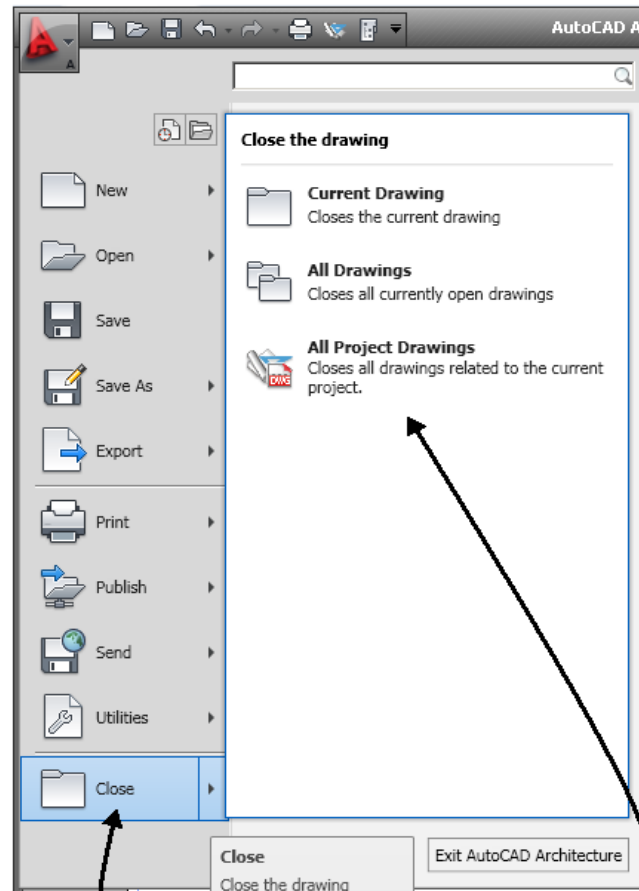 AutoCAD A
A
Close the drawing
New
Current Drawing
Closes the current drawing
Open
All Drawings
Closes all currently open drawings
Save
All Project Drawings
Closes all drawings related to the current
project.
DWG
Save As
Export
Print
Publish
Send
Utilities
Close
Close
Close the drawing
Exit AutoCAD Architecture